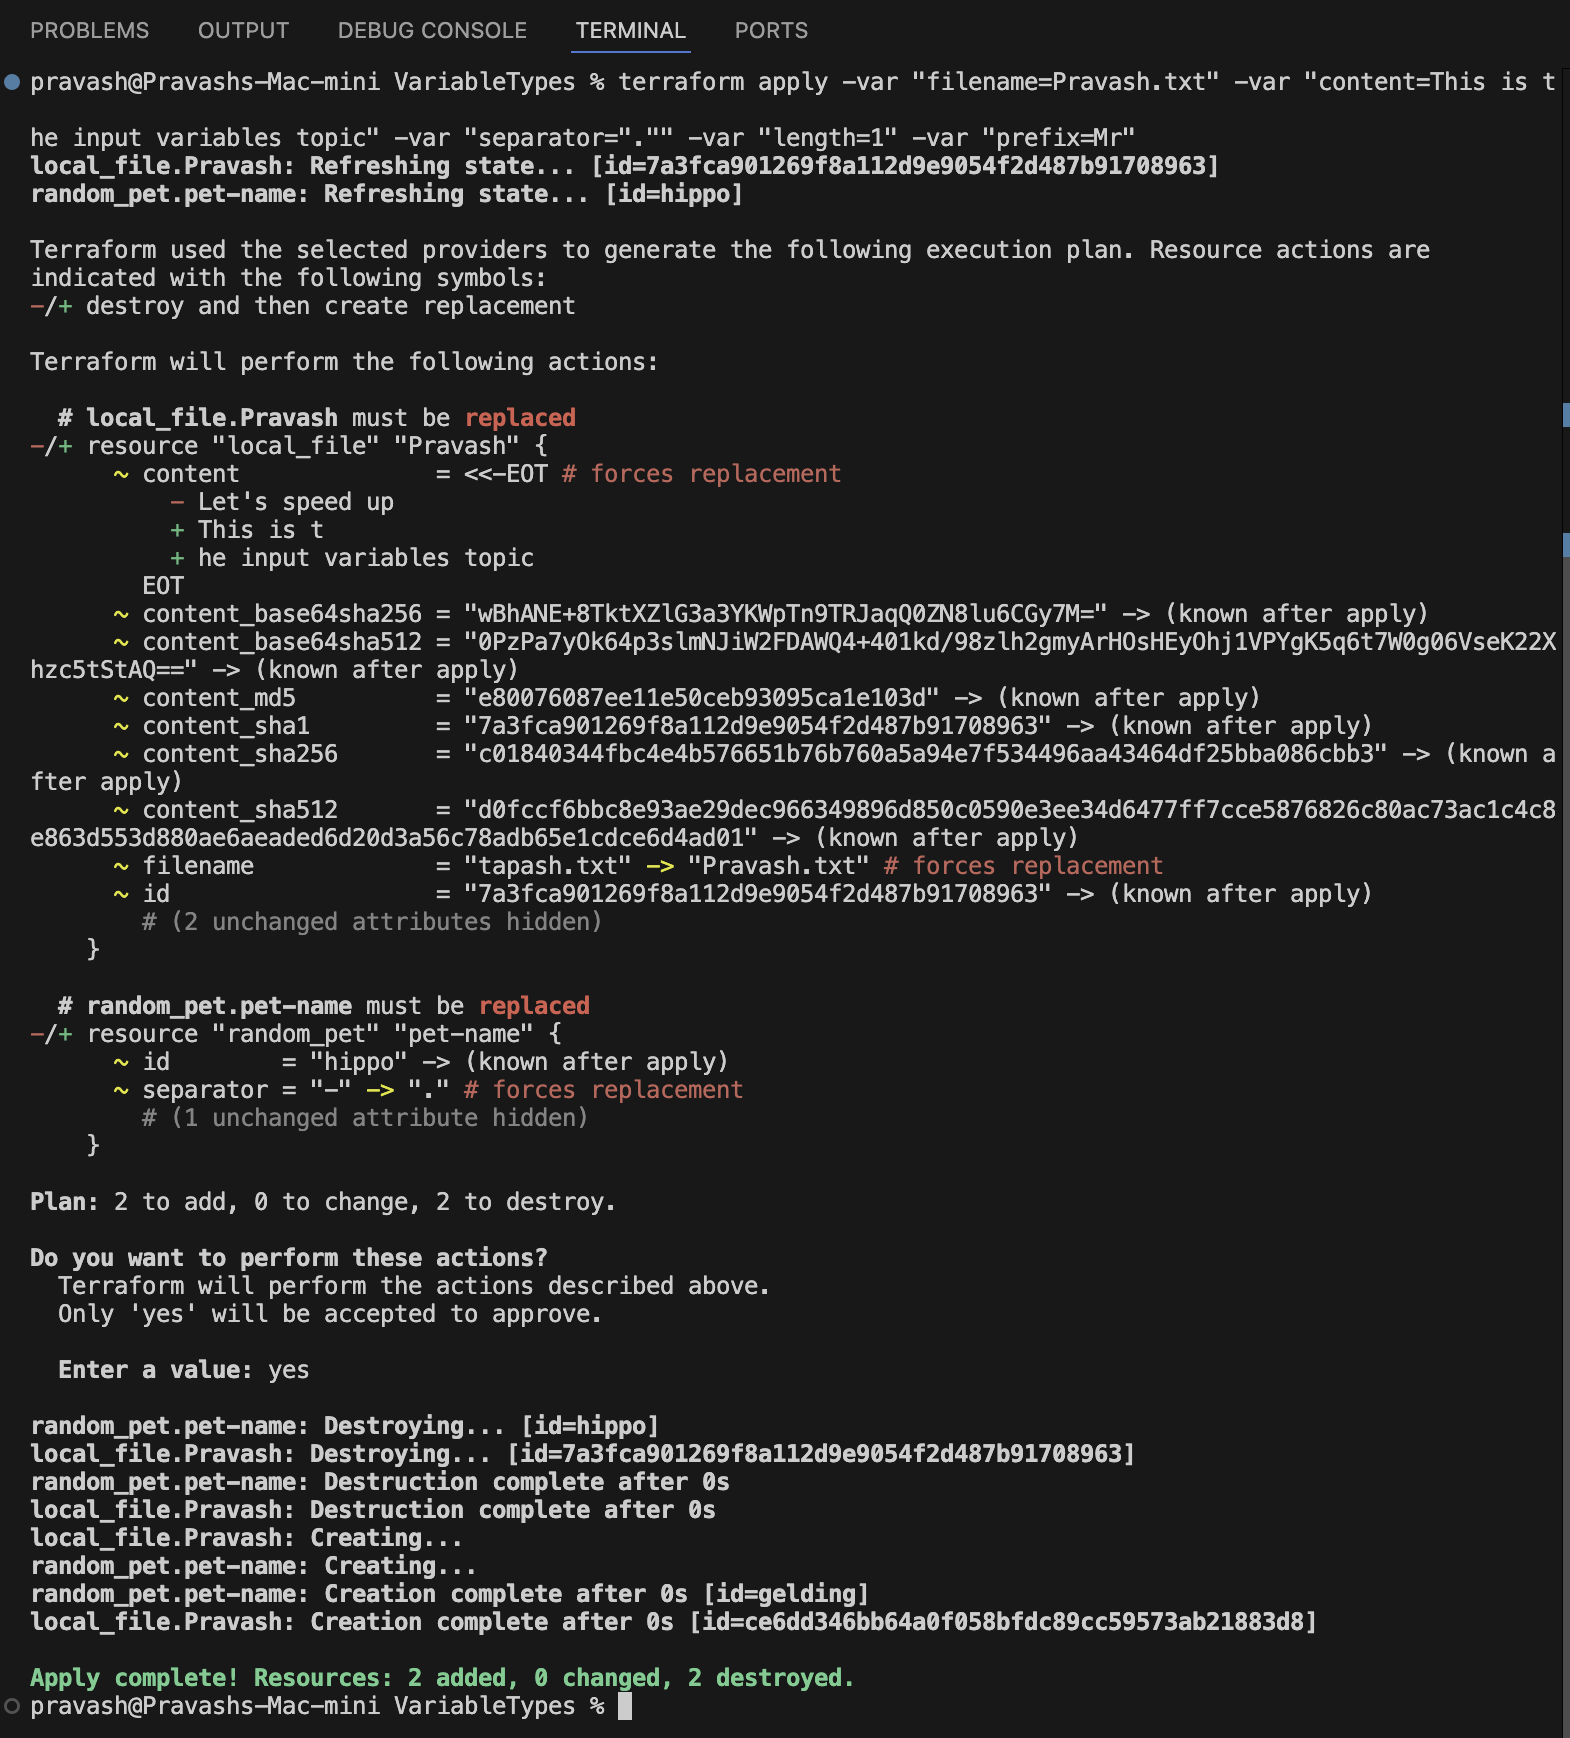 PROBLEMS OUTPUT DEBUG CONSOLE TERMINAL PORTS
pravash@Pravashs-Mac-mini VariableTypes % terraform apply -var "filename=Pravash.txt" -var "content=This is t
he input variables topic" -var "separator="."" -var "length=1" -var "prefix=Mr"
local_file.Pravash: Refreshing state... [id=7a3fca901269f8a112d9e9054f2d487b91708963]
random_pet.pet-name: Refreshing state... [id=hippo]
Terraform used the selected providers to generate the following execution plan. Resource actions are
indicated with the following symbols:
-/+ destroy and then create replacement
Terraform will perform the following actions:
# local_file.Pravash must be replaced
-/+ resource "local_file" "Pravash" {
~ content = <<-EOT # forces replacement
- Let's speed up
+ This is t
+ he input variables topic
EOT
~ content_base64sha256 = "wBhANE+8TktXZlG3a3YKWpTn9TRJaqQ0ZN8lu6CGy7M=" -> (known after apply)
~ content_base64sha512 = "0PzPa7yOk64p3slmNJiW2FDAWQ4+401kd/98zlh2gmyArHOsHEyOhj1VPYgK5q6t7W0g06VseK22X
hzc5tStAQ==" -> (known after apply)
~ content_md5 = "e80076087ee11e50ceb93095ca1e103d" -> (known after apply)
~ content_sha1 = "7a3fca901269f8a112d9e9054f2d487b91708963" -> (known after apply)
~ content_sha256 = "c01840344fbc4e4b576651b76b760a5a94e7f534496aa43464df25bba086cbb3" -> (known a
fter apply)
~ content_sha512 = "d0fccf6bbc8e93ae29dec966349896d850c0590e3ee34d6477ff7cce5876826c80ac73ac1c4c8
e863d553d880ae6aeaded6d20d3a56c78adb65e1cdce6d4ad01" -> (known after apply)
~ filename = "tapash.txt" -> "Pravash.txt" # forces replacement
~ id = "7a3fca901269f8a112d9e9054f2d487b91708963" -> (known after apply)
# (2 unchanged attributes hidden)
}
# random_pet.pet-name must be replaced
-/+ resource "random_pet" "pet-name" {
~ id = "hippo" -> (known after apply)
~ separator = "-" -> "." # forces replacement
# (1 unchanged attribute hidden)
}
Plan: 2 to add, 0 to change, 2 to destroy.
Do you want to perform these actions?
Terraform will perform the actions described above.
Only 'yes' will be accepted to approve.
Enter a value: yes
random_pet.pet-name: Destroying... [id=hippo]
local_file.Pravash: Destroying... [id=7a3fca901269f8a112d9e9054f2d487b91708963]
random_pet.pet-name: Destruction complete after 0s
local_file.Pravash: Destruction complete after 0s
local_file.Pravash: Creating...
random_pet.pet-name: Creating...
random_pet.pet-name: Creation complete after 0s [id=gelding]
local_file.Pravash: Creation complete after 0s [id=ce6dd346bb64a0f058bfdc89cc59573ab21883d8]
Apply complete! Resources: 2 added, 0 changed, 2 destroyed.
pravash@Pravashs-Mac-mini VariableTypes %